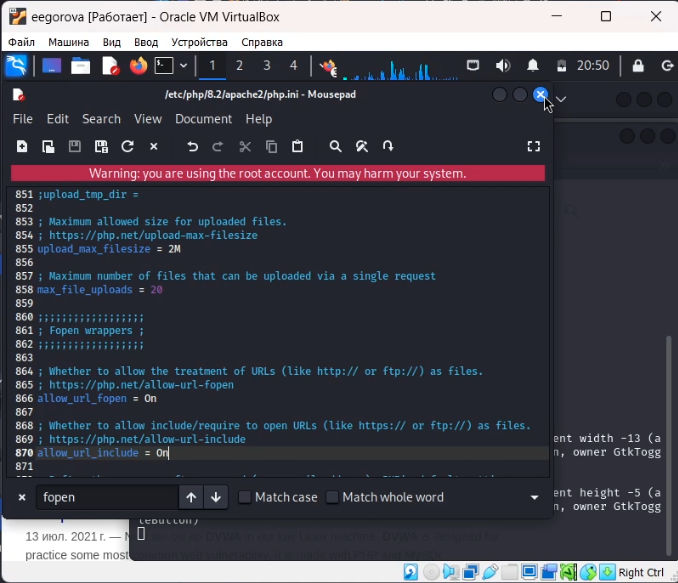 eegorova [Работает] - Oracle VM VirtualBox
Файл Машина Вид Ввод Устройства Справка
1 2 3 4 20:50
/etc/php/8.2/apache2/php.ini - Mousepad
File Edit Search View Document Help
Warning: you are using the root account. You may harm your system.
851 ;upload_tmp_dir =
852
853 ; Maximum allowed size for uploaded files.
854 ; https://php.net/upload-max-filesize
855 upload_max_filesize = 2M
856
857 ; Maximum number of files that can be uploaded via a single request
858 max_file_uploads = 20
859
860 ;;;;;;;;;;;;;;;;;;
861 ; Fopen wrappers ;
862 ;;;;;;;;;;;;;;;;;;
863
864 ; Whether to allow the treatment of URLs (like http:// or ftp://) as files.
865 ; https://php.net/allow-url-fopen
866 allow_url_fopen = On
867
868 ; Whether to allow include/require to open URLs (like https:// or ftp://) as files.
869 ; https://php.net/allow-url-include
870 allow_url_include = On
871
ent width -13 (a
n, owner GtkTogg
ent height -5 (a
n, owner GtkTogg
fopen Match case Match whole word
leButton)
13 июл. 2021 г. —
practice some most
Right Ctrl